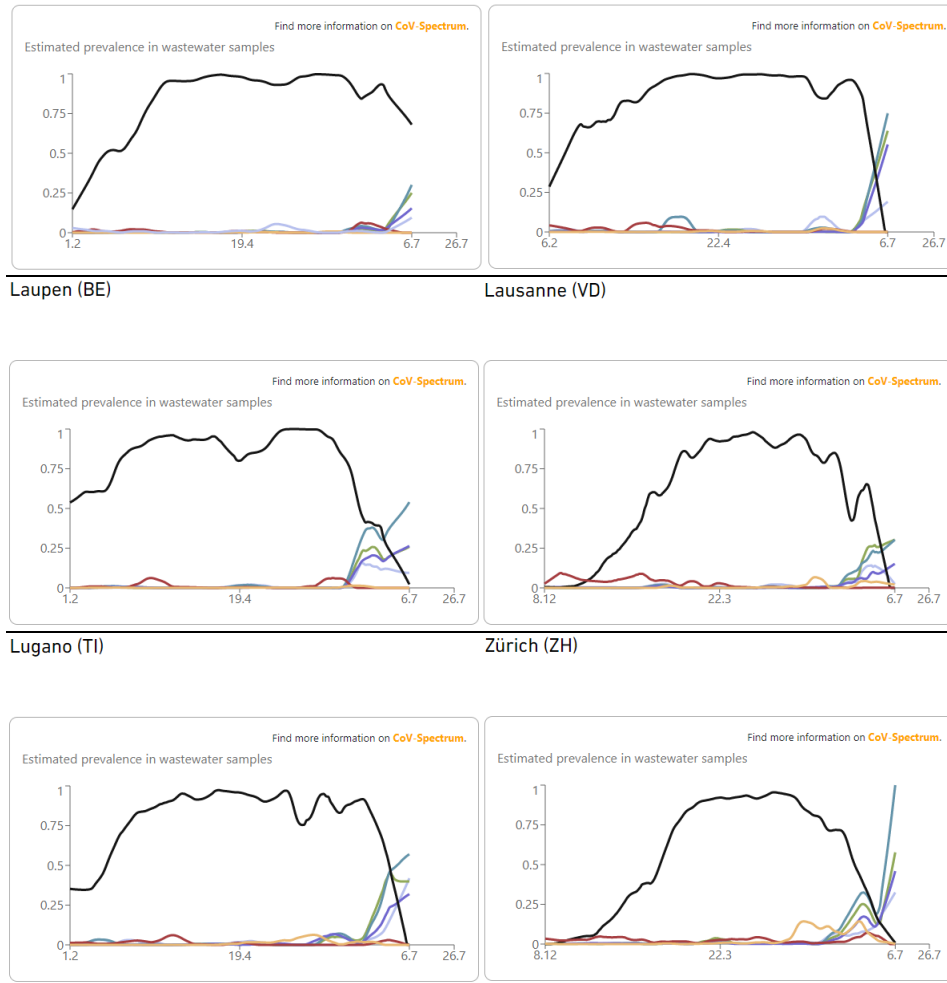 Find more information on CoV-Spectrum.
Estimated prevalence in wastewater samples
1
0.75
0.5
0.25
0
1.2 19.4 6.7 26.7
Find more information on CoV-Spectrum.
Estimated prevalence in wastewater samples
1
0.75
0.5
0.25
0
6.2 22.4 6.7 26.7
Laupen (BE)
Lausanne (VD)
Find more information on CoV-Spectrum.
Estimated prevalence in wastewater samples
1
0.75
0.5
0.25
0
1.2 19.4 6.7 26.7
Find more information on CoV-Spectrum.
Estimated prevalence in wastewater samples
1
0.75
0.5
0.25
0
8.12 22.3 6.7 26.7
Lugano (TI)
Zürich (ZH)
Find more information on CoV-Spectrum.
Estimated prevalence in wastewater samples
1
0.75
0.5
0.25
0
1.2 19.4 6.7 26.7
Find more information on CoV-Spectrum.
Estimated prevalence in wastewater samples
1
0.75
0.5
0.25
0
8.12 22.3 6.7 26.7